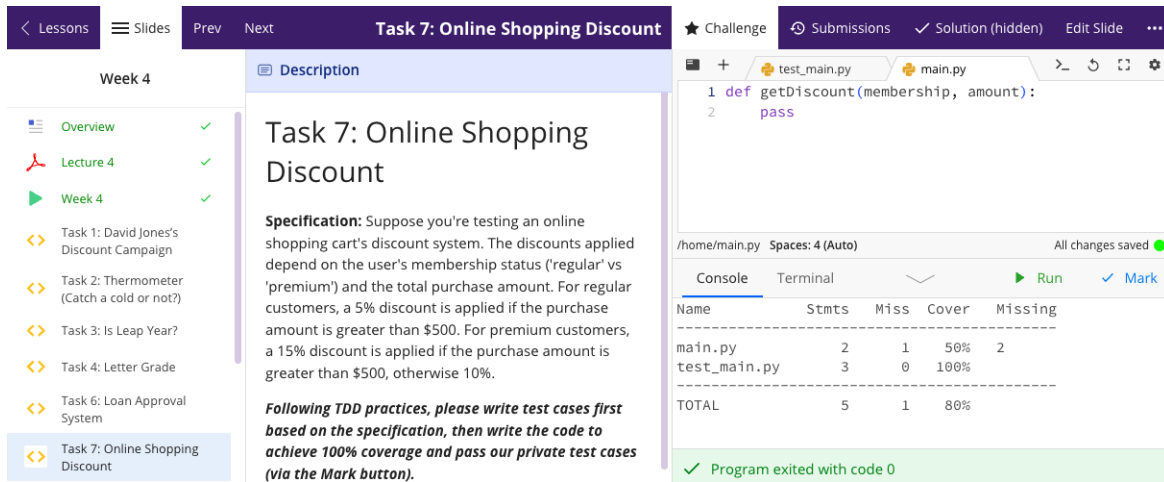 Lessons
Slides
Prev
Next
Task 7: Online Shopping Discount
Challenge
Submissions
Solution (hidden)
Edit Slide
Week 4
Overview
Lecture 4
Week 4
Task 1: David Jones’s
Discount Campaign
Task 2: Thermometer
(Catch a cold or not?)
Task 3: Is Leap Year?
Task 4: Letter Grade
Task 6: Loan Approval
System
Task 7: Online Shopping
Discount
Description
Task 7: Online Shopping
Discount
Specification: Suppose you're testing an online
shopping cart's discount system. The discounts applied
depend on the user's membership status ('regular' vs
'premium') and the total purchase amount. For regular
customers, a 5% discount is applied if the purchase
amount is greater than $500. For premium customers,
a 15% discount is applied if the purchase amount is
greater than $500, otherwise 10%.
Following TDD practices, please write test cases first
based on the specification, then write the code to
achieve 100% coverage and pass our private test cases
(via the Mark button).
test_main.py
main.py
1 def getDiscount(membership, amount):
2 pass
/home/main.py Spaces: 4 (Auto)
All changes saved
Console
Terminal
Run
Mark
Name Stmts Miss Cover Missing
----------------------------------------
main.py 2 1 50% 2
test_main.py 3 0 100%
----------------------------------------
TOTAL 5 1 80%
Program exited with code 0